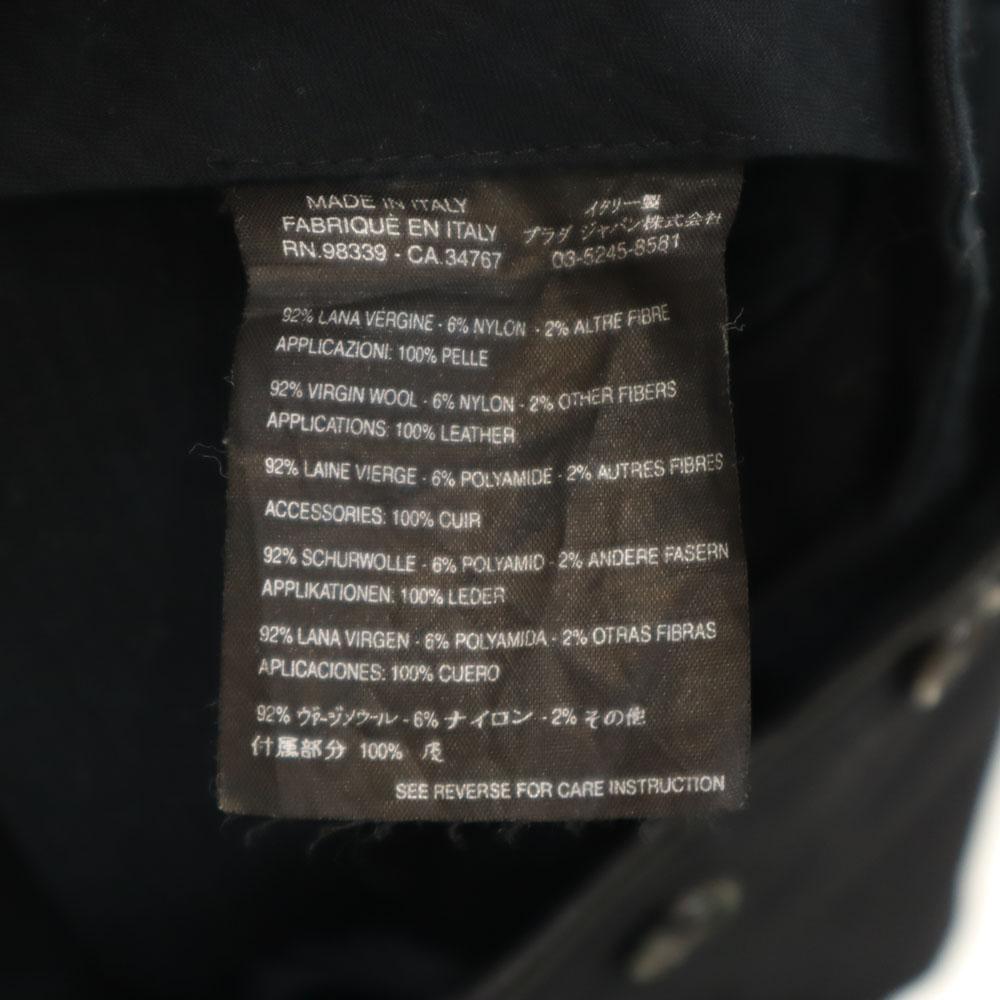 MADE IN ITALY
FABRIQUÈ EN ITALY
RN.98339 - CA.34767
イタリー製
プラダ ジャパン株式会社
03-5245-8581
92% LANA VERGINE - 6% NYLON - 2% ALTRE FIBRE
APPLICAZIONI: 100% PELLE
92% VIRGIN WOOL - 6% NYLON - 2% OTHER FIBERS
APPLICATIONS: 100% LEATHER
92% LAINE VIERGE - 6% POLYAMIDE - 2% AUTRES FIBRES
ACCESSORIES: 100% CUIR
92% SCHURWOLLE - 6% POLYAMID - 2% ANDERE FASERN
APPLIKATIONEN: 100% LEDER
92% LANA VIRGEN - 6% POLYAMIDA - 2% OTRAS FIBRAS
APLICACIONES: 100% CUERO
92% ヴァージンウール - 6% ナイロン - 2% その他
付属部分 100% 皮
SEE REVERSE FOR CARE INSTRUCTION